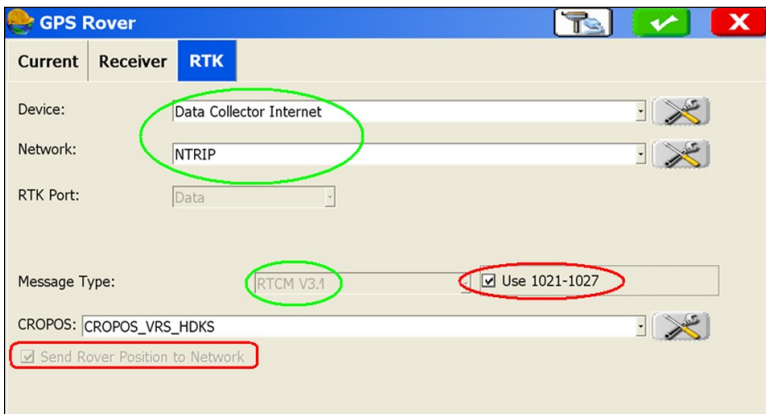 GPS Rover
Current Receiver RTK
Device: Data Collector Internet
Network: NTRIP
RTK Port: Data
Message Type: RTCM V3.1 Use 1021-1027
CROPOS: CROPOS_VRS_HDKS
Send Rover Position to Network